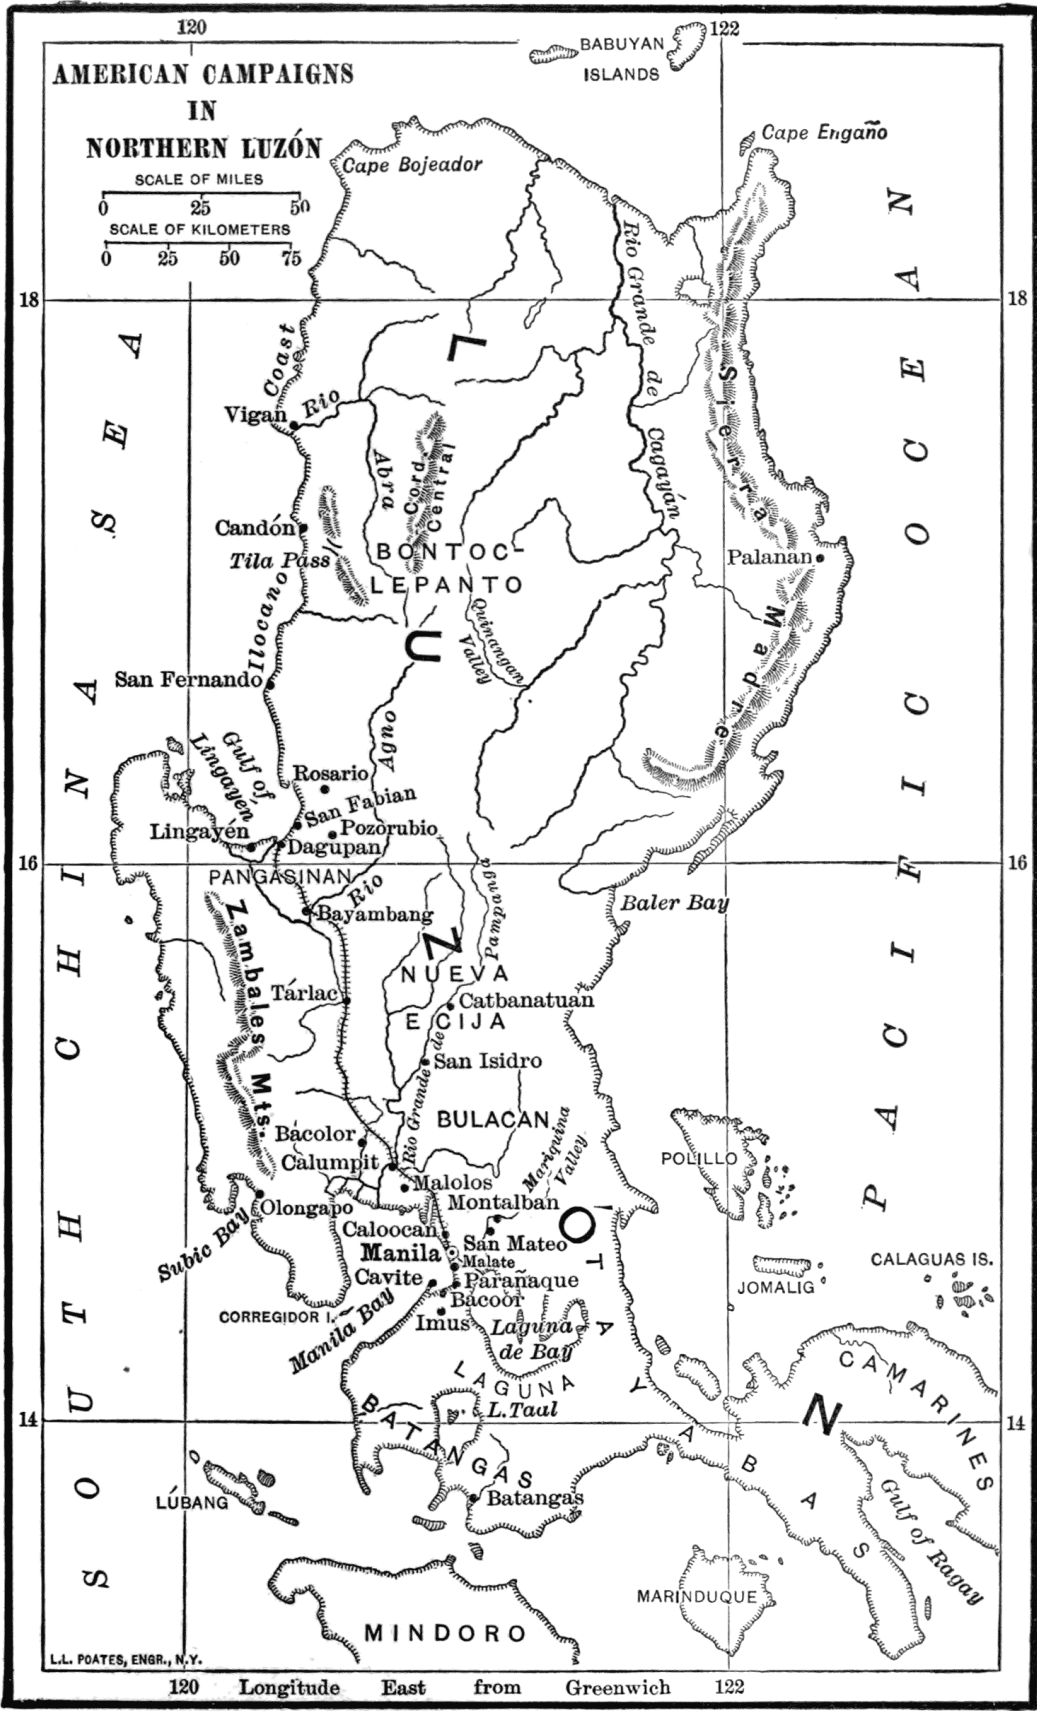 120
122
BABUYAN
ISLANDS
AMERICAN CAMPAIGNS
IN
NORTHERN LUZÓN
SCALE OF MILES
0 25 50
SCALE OF KILOMETERS
0 25 50 75
Cape Bojeador
Cape Engaño
18
18
Rio Grande de Cagayán
Coast
Vigan
Rio
Abra
Cord. Central
Sierra
Madre
Candón
Tila Pass
BONTOC-
LEPANTO
Palanan
Ilocano
Quinangan
Valley
San Fernando
Agno
Gulf of
Lingayén
Rosario
San Fabian
Lingayén
Pozorubio
Dagupan
16
16
PANGASINAN
Rio
Bayambang
Baler Bay
Pampanga
Zambales Mts.
NUEVA
Tárlac
Catbanatuan
ECIJA
de
San Isidro
Rio Grande
BULACAN
Bácolor
Calumpit
Mariquina
Valley
POLILLO
Malolos
Olongapo
Montalban
Caloocan
San Mateo
Subic Bay
Manila
Malate
Cavite
Parañaque
Bacoor
CALAGUAS IS.
JOMALIG
CORREGIDOR I.
Manila Bay
Imus
Laguna
de Bay
LAGUNA
L. Taal
CAMARINES
14
14
BATANGAS
TAYABAS
Batangas
LÚBANG
Gulf of Ragay
MARINDUQUE
MINDORO
LUZON
SOUTH CHINA SEA
PACIFIC OCEAN
L.L. POATES, ENGR., N.Y.
120 Longitude East from Greenwich 122